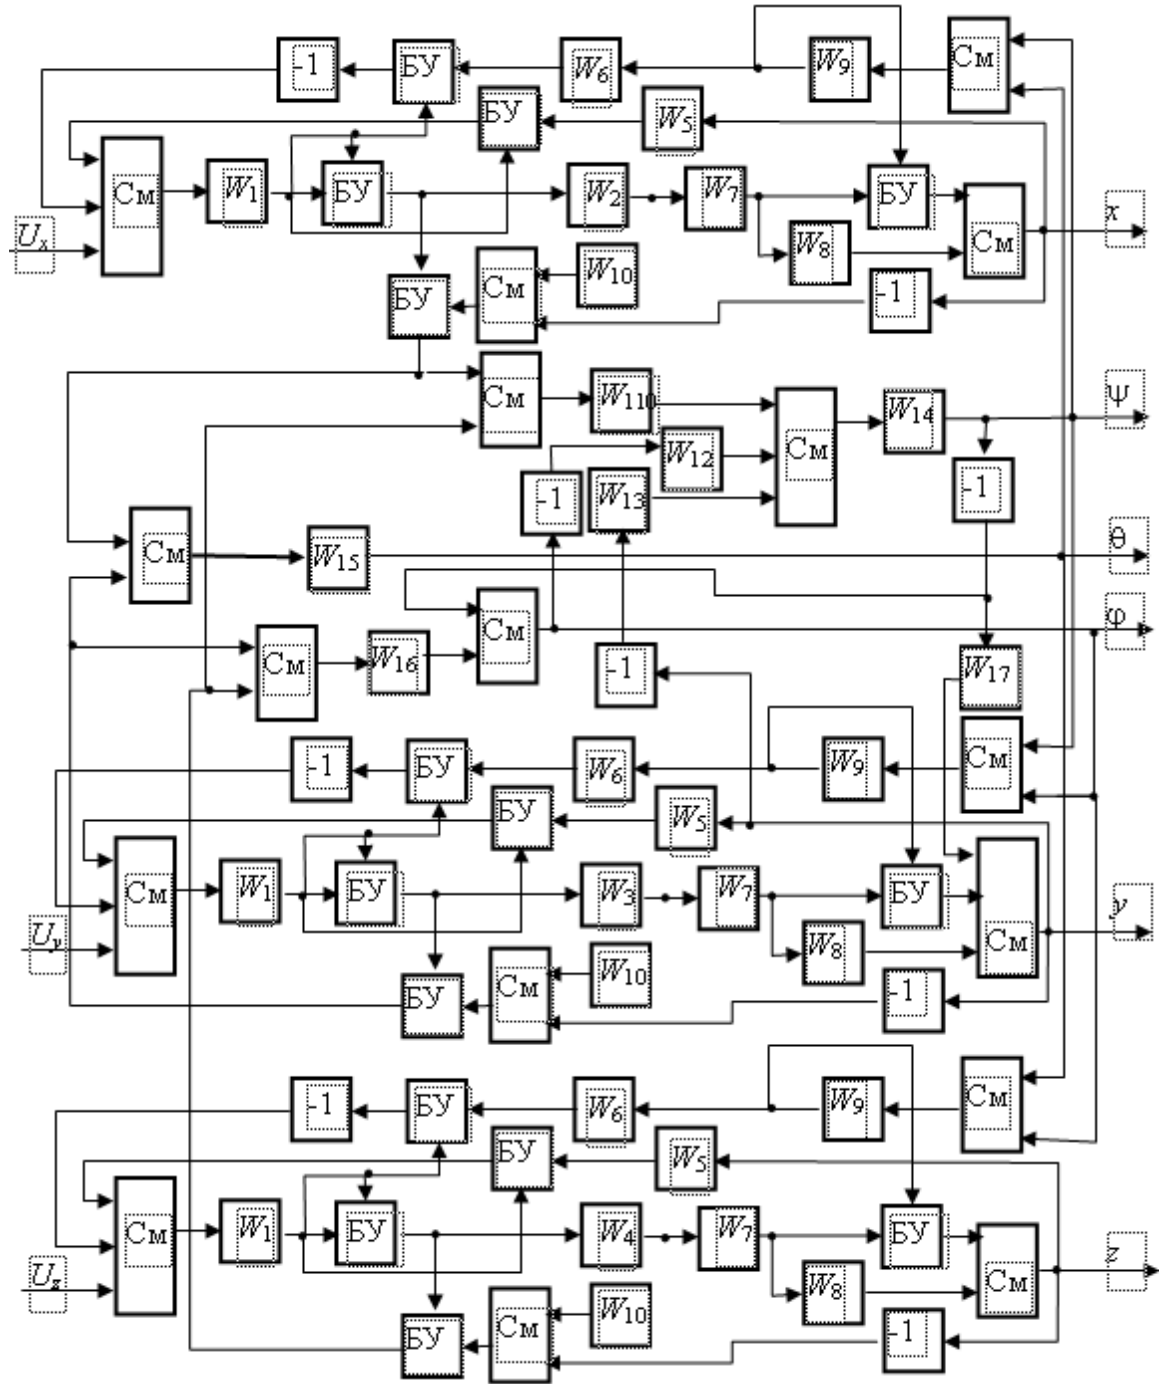 -1 БУ W6 W9 См
БУ W5
См W1 БУ W2 W7 БУ См x
Ux W8
БУ См W10 -1
См W110 См W14 ψ
W12
-1 W13 -1
См W15 θ
См φ
См W16 -1 W17
-1 БУ W6 W9 См
БУ W5
См W1 БУ W3 W7 БУ См y
Uy W8
БУ См W10 -1
-1 БУ W6 W9 См
БУ W5
См W1 БУ W4 W7 БУ См z
Uz W8
БУ См W10 -1